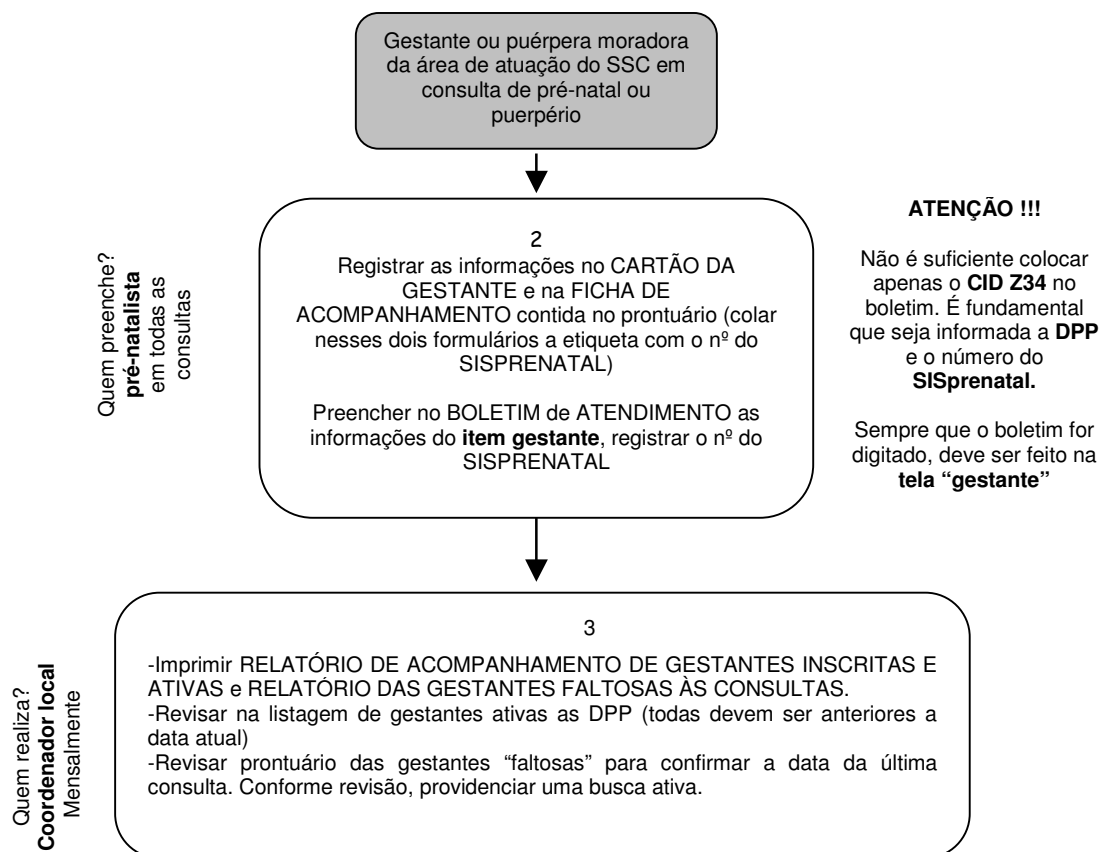 Gestante ou puérpera moradora
da área de atuação do SSC em
consulta de pré-natal ou
puerpério
Quem preenche?
pré-natalista
em todas as
consultas
2
Registrar as informações no CARTÃO DA
GESTANTE e na FICHA DE
ACOMPANHAMENTO contida no prontuário (colar
nesses dois formulários a etiqueta com o nº do
SISPRENATAL)
Preencher no BOLETIM de ATENDIMENTO as
informações do item gestante, registrar o nº do
SISPRENATAL
ATENÇÃO !!!
Não é suficiente colocar
apenas o CID Z34 no
boletim. É fundamental
que seja informada a DPP
e o número do
SISprenatal.
Sempre que o boletim for
digitado, deve ser feito na
tela “gestante”
Quem realiza?
Coordenador local
Mensalmente
3
-Imprimir RELATÓRIO DE ACOMPANHAMENTO DE GESTANTES INSCRITAS E
ATIVAS e RELATÓRIO DAS GESTANTES FALTOSAS ÀS CONSULTAS.
-Revisar na listagem de gestantes ativas as DPP (todas devem ser anteriores a
data atual)
-Revisar prontuário das gestantes “faltosas” para confirmar a data da última
consulta. Conforme revisão, providenciar uma busca ativa.